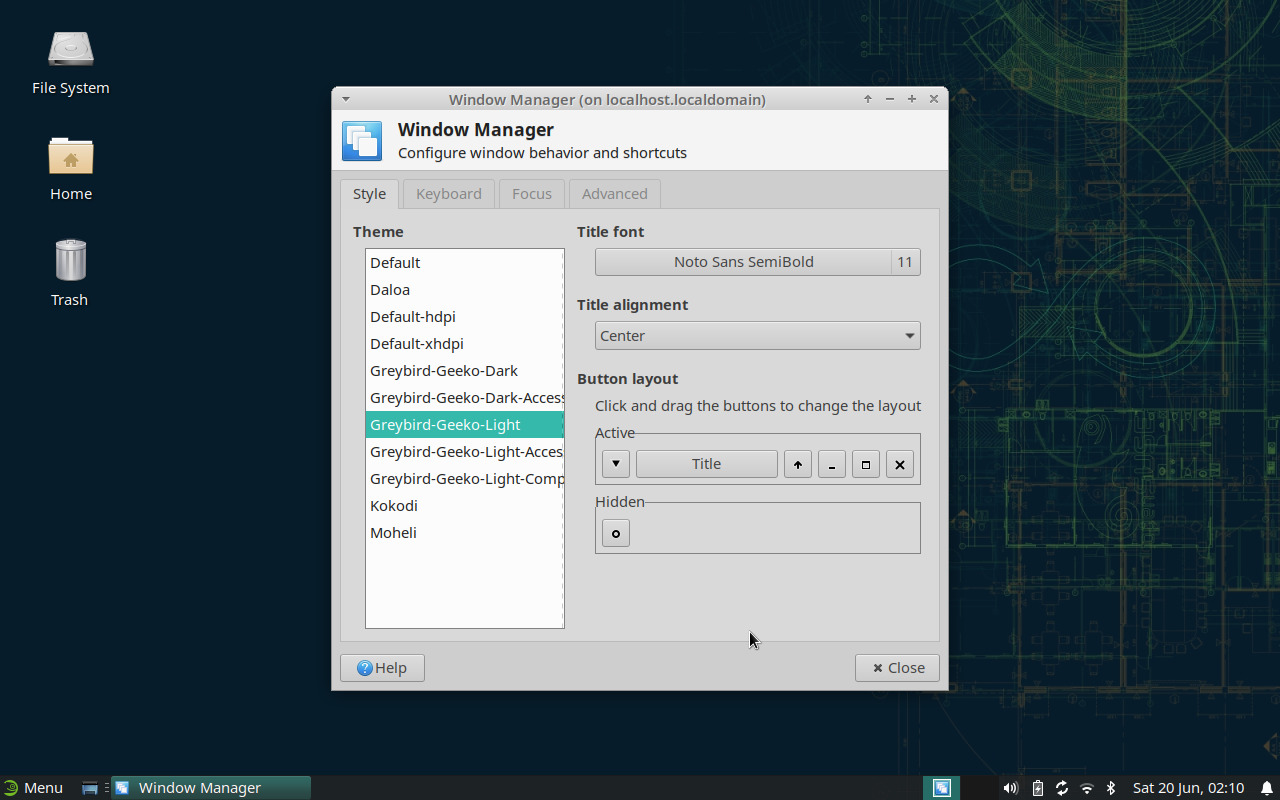 File System
Home
Trash
Window Manager (on localhost.localdomain)
Window Manager
Configure window behavior and shortcuts
Style
Keyboard
Focus
Advanced
Theme
Default
Daloa
Default-hdpi
Default-xhdpi
Greybird-Geeko-Dark
Greybird-Geeko-Dark-Access
Greybird-Geeko-Light
Greybird-Geeko-Light-Acces
Greybird-Geeko-Light-Comp
Kokodi
Moheli
Title font
Noto Sans SemiBold 11
Title alignment
Center
Button layout
Click and drag the buttons to change the layout
Active
Title
Hidden
Help
Close
Menu
Window Manager
Sat 20 Jun, 02:10